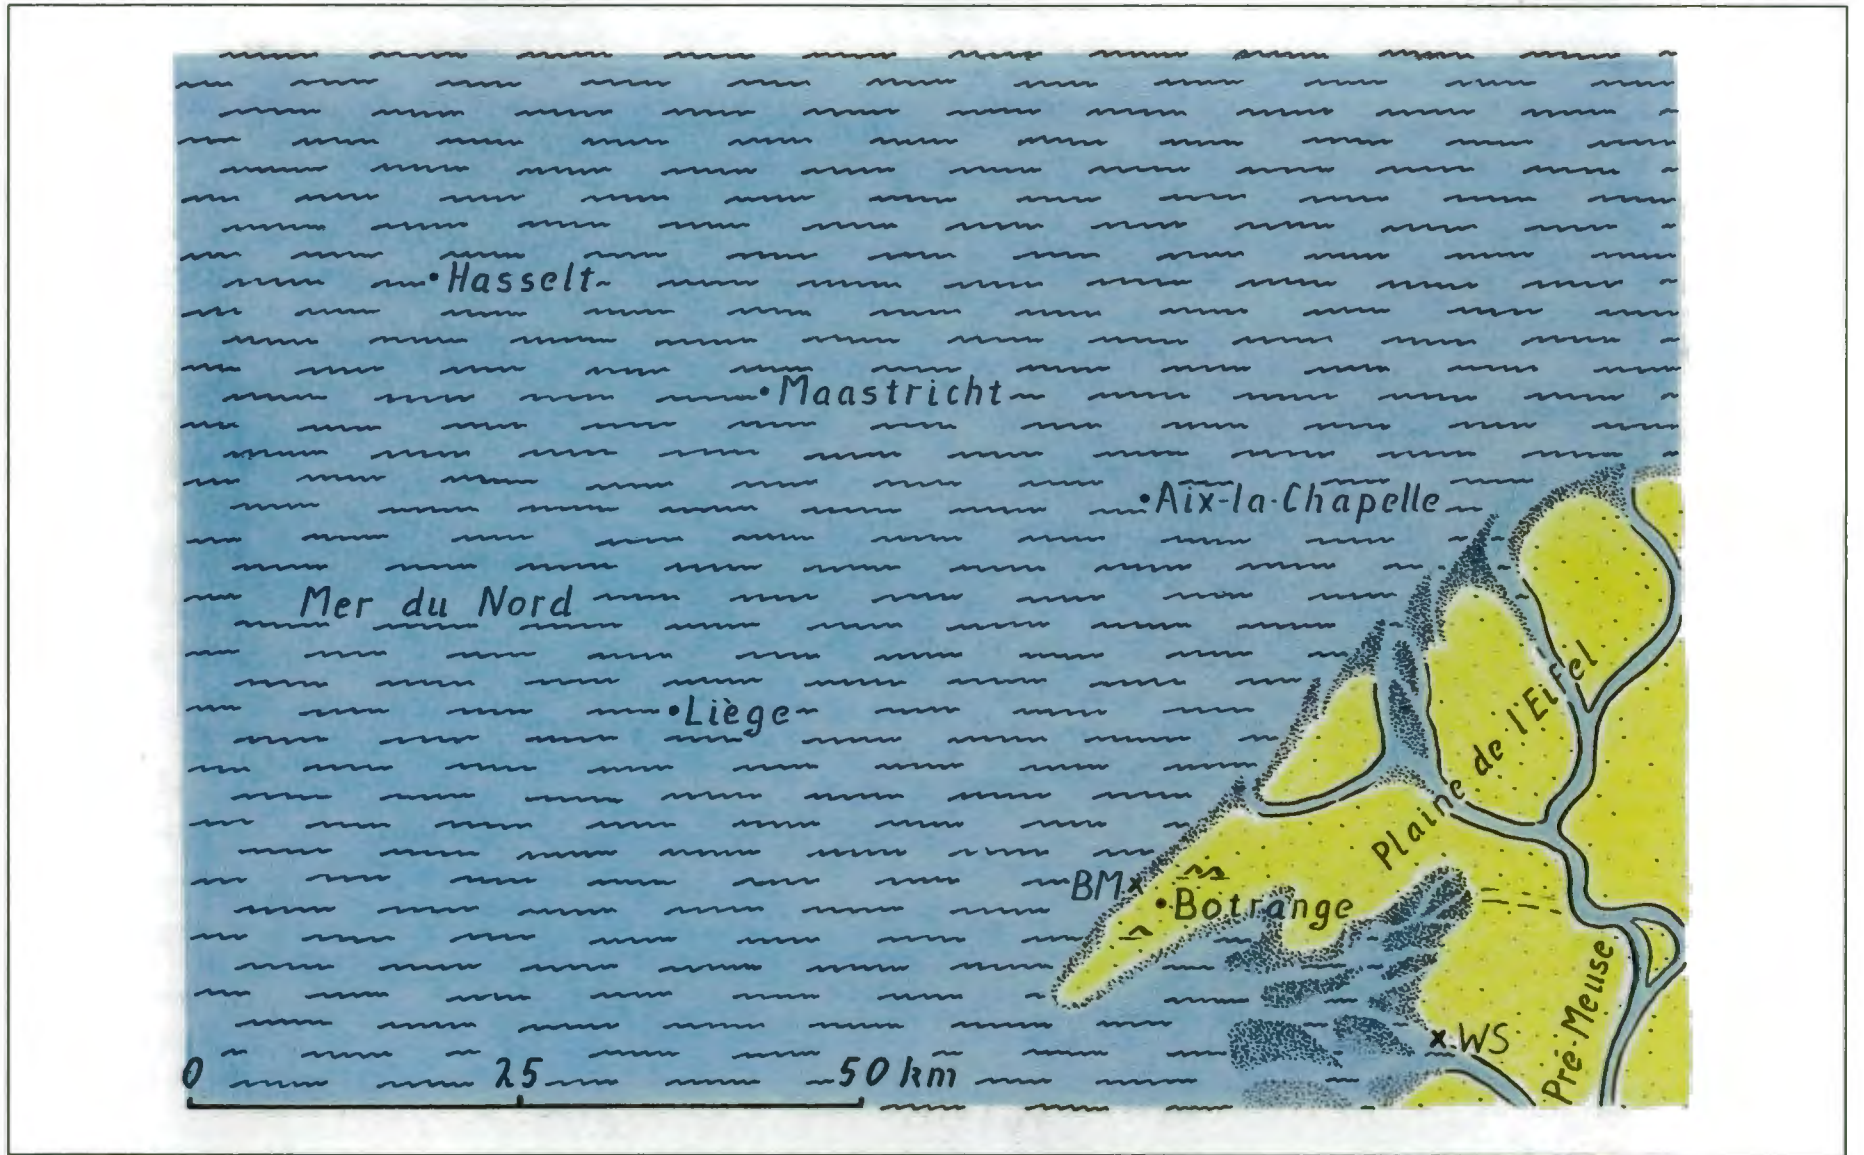 Hasselt
Maastricht
Aix-la-Chapelle
Mer du Nord
Liège
Plaine de l'Eifel
BM
Botrange
WS
Pré-Meuse
0 25 50 km